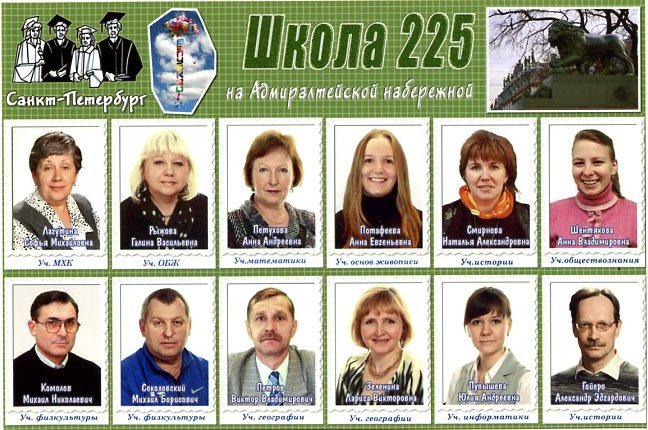 Школа 225
Санкт-Петербург
на Адмиралтейской набережной
Лагутина
Софья Михайловна
Рыжова
Галина Васильевна
Петухова
Анна Андреевна
Потафеева
Анна Евгеньевна
Смирнова
Наталья Александровна
Шентякова
Анна Владимировна
Уч. МХК
Уч. ОБЖ
Уч.математики
Уч. основ живописи
Уч.истории
Уч.обществознания
Комолов
Михаил Николаевич
Соколовский
Михаил Борисович
Петров
Виктор Владимирович
Зеленина
Лариса Викторовна
Пупышева
Юлия Андреевна
Гойеро
Александр Эдгардович
Уч. физкультуры
Уч. физкультуры
Уч. географии
Уч. географии
Уч. информатики
Уч.истории